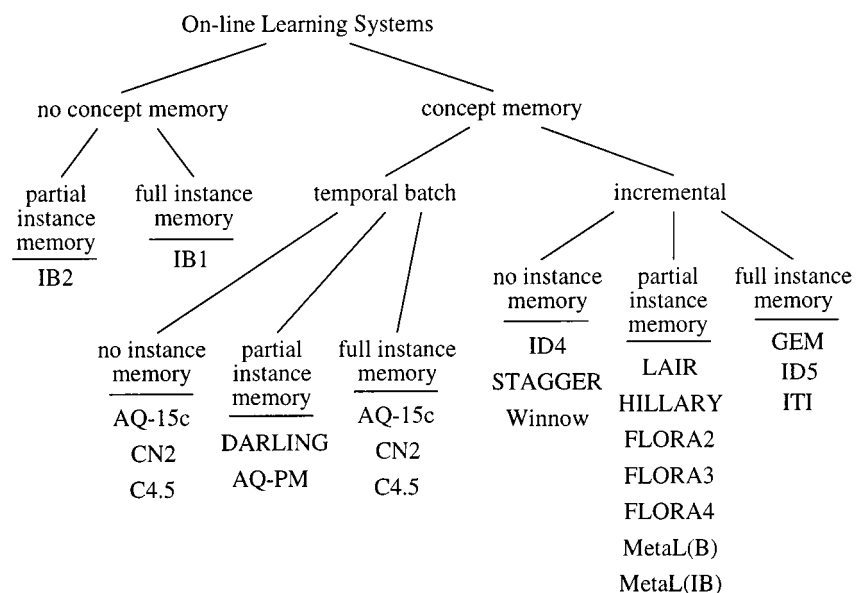 On-line Learning Systems
no concept memory
concept memory
partial
instance
memory
IB2
full instance
memory
IB1
temporal batch
incremental
no instance
memory
AQ-15c
CN2
C4.5
partial
instance
memory
DARLING
AQ-PM
full instance
memory
AQ-15c
CN2
C4.5
no instance
memory
ID4
STAGGER
Winnow
partial
instance
memory
LAIR
HILLARY
FLORA2
FLORA3
FLORA4
MetaL(B)
MetaL(IB)
full instance
memory
GEM
ID5
ITI